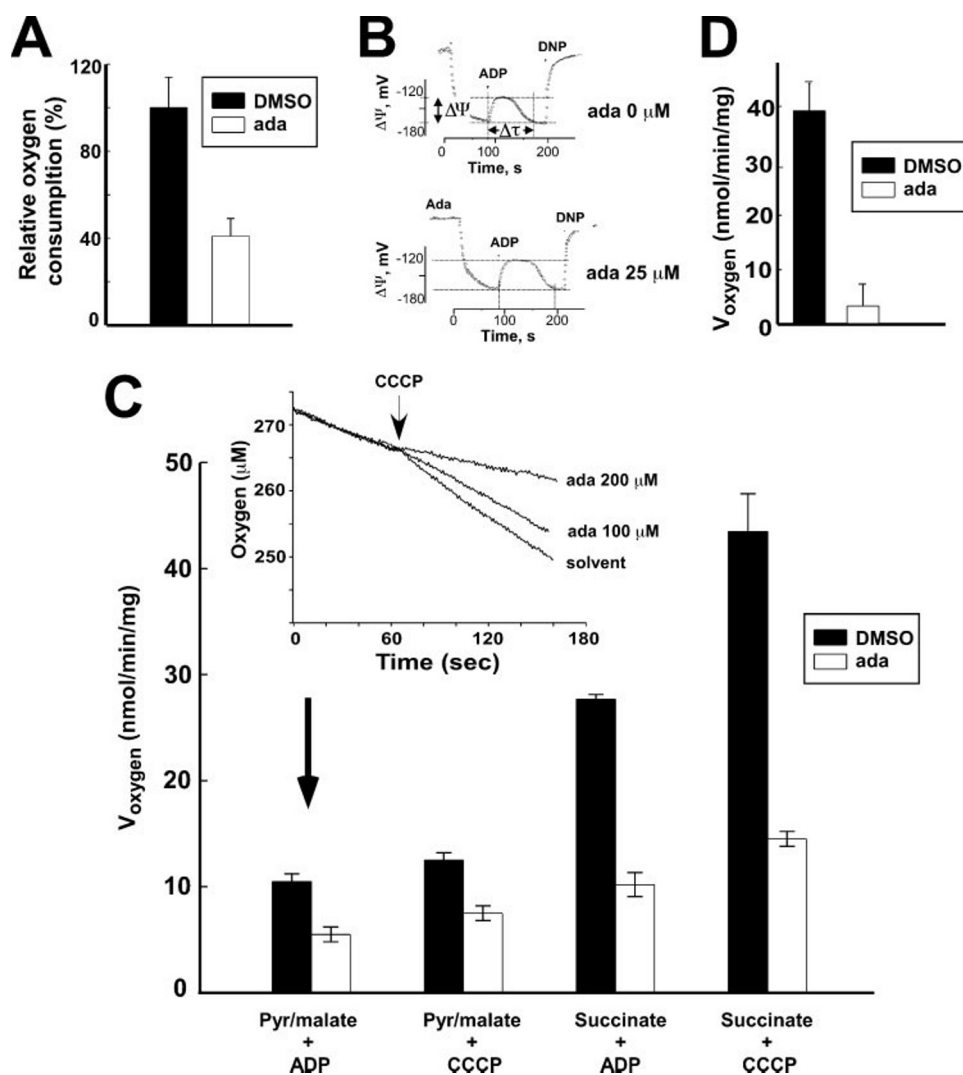 A
Relative oxygen
consumpltion (%)
120
80
40
0
DMSO
ada
B
ΔΨ, mV
-120
-180
ΔΨ
ADP
DNP
Δτ
0
100
200
Time, s
ada 0 μM
Ada
ΔΨ, mV
-120
-180
ADP
DNP
0
100
200
Time, s
ada 25 μM
D
Voxygen (nmol/min/mg)
40
30
20
10
0
DMSO
ada
C
Voxygen (nmol/min/mg)
50
40
30
20
10
0
CCCP
Oxygen (μM)
270
260
250
ada 200 μM
ada 100 μM
solvent
0
60
120
180
Time (sec)
DMSO
ada
Pyr/malate
+
ADP
Pyr/malate
+
CCCP
Succinate
+
ADP
Succinate
+
CCCP